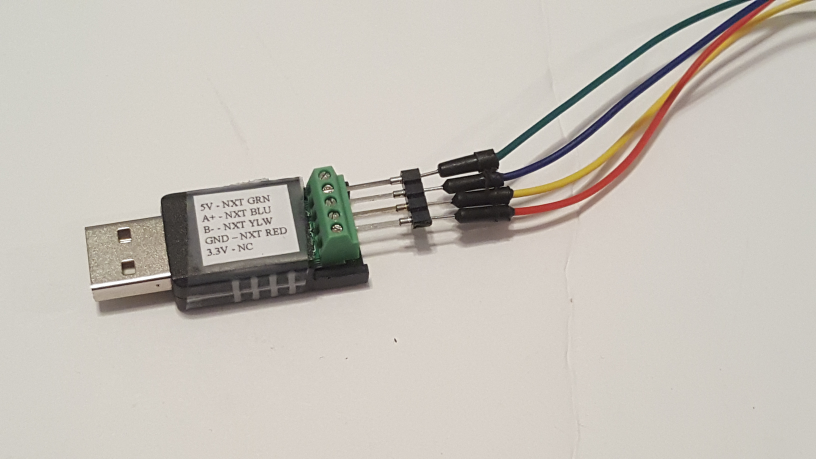 5V - NXT GRN
A+ - NXT BLU
B- - NXT YLW
GND – NXT RED
3.3V - NC